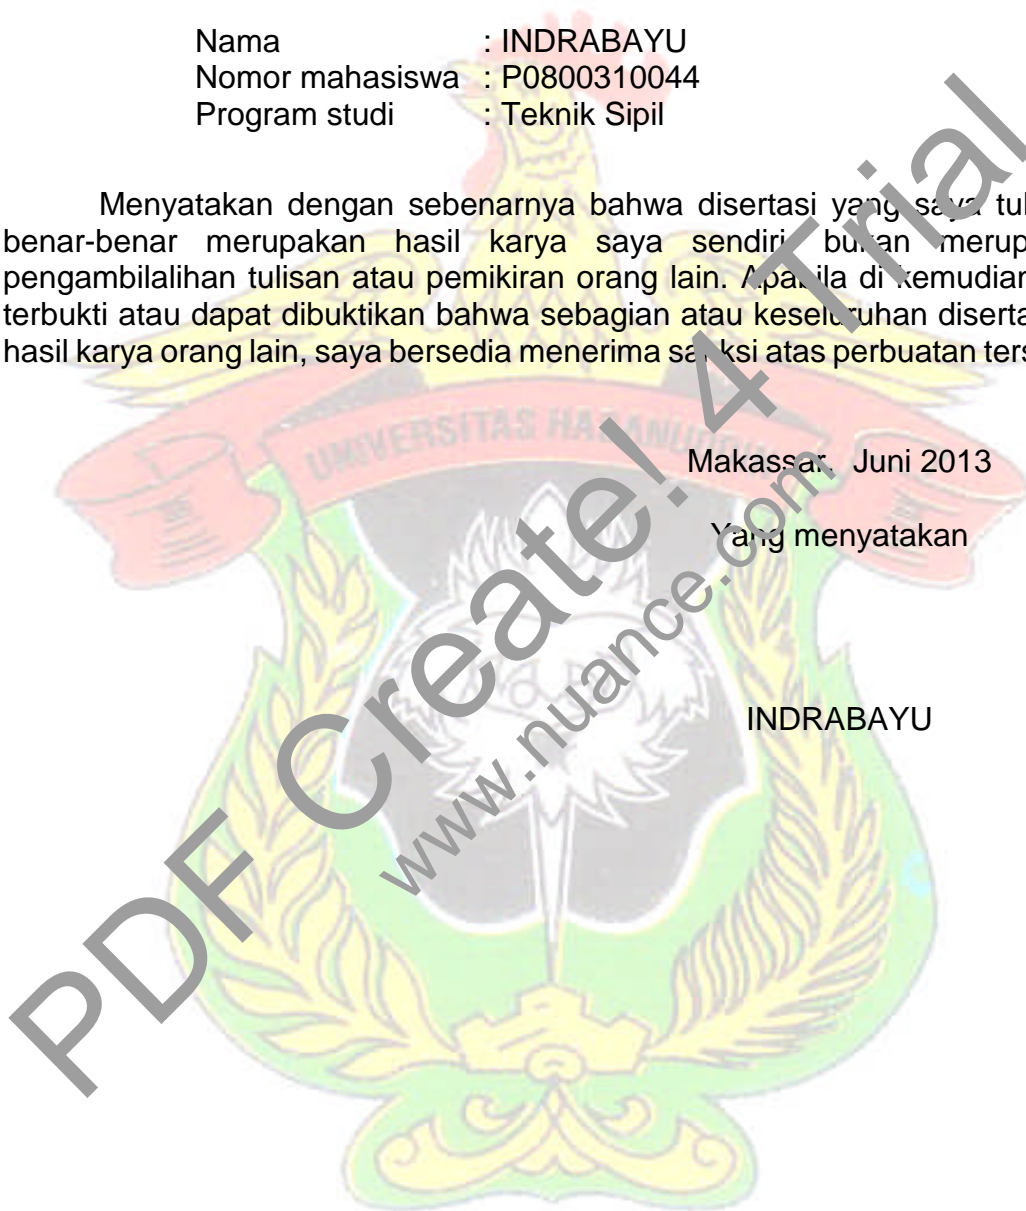 Nama : INDRABAYU
Nomor mahasiswa : P0800310044
Program studi : Teknik Sipil
Menyatakan dengan sebenarnya bahwa disertasi yang saya tul
benar-benar merupakan hasil karya saya sendiri, bukan merup
pengambilalihan tulisan atau pemikiran orang lain. Apabila di kemudian
terbukti atau dapat dibuktikan bahwa sebagian atau keseluruhan diserta
hasil karya orang lain, saya bersedia menerima sanksi atas perbuatan ters
UNIVERSITAS HASANUDDIN
Makassar, Juni 2013
Yang menyatakan
INDRABAYU
PDF Create! 4 Trial
www.nuance.com